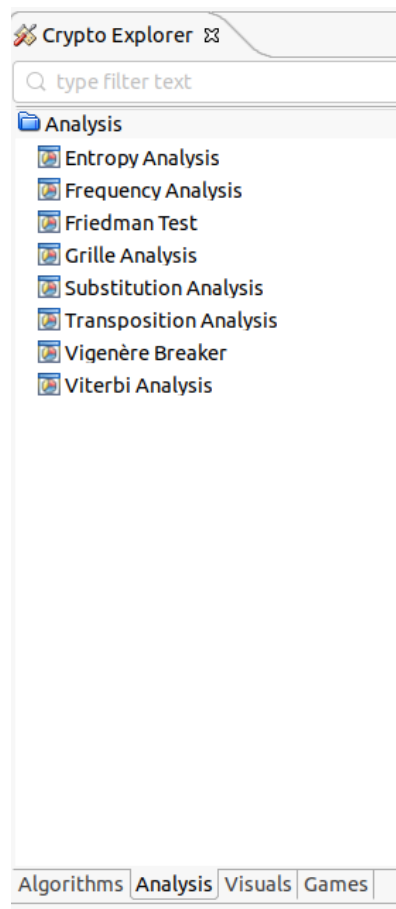 Crypto Explorer
type filter text
Analysis
Entropy Analysis
Frequency Analysis
Friedman Test
Grille Analysis
Substitution Analysis
Transposition Analysis
Vigenère Breaker
Viterbi Analysis
Algorithms Analysis Visuals Games